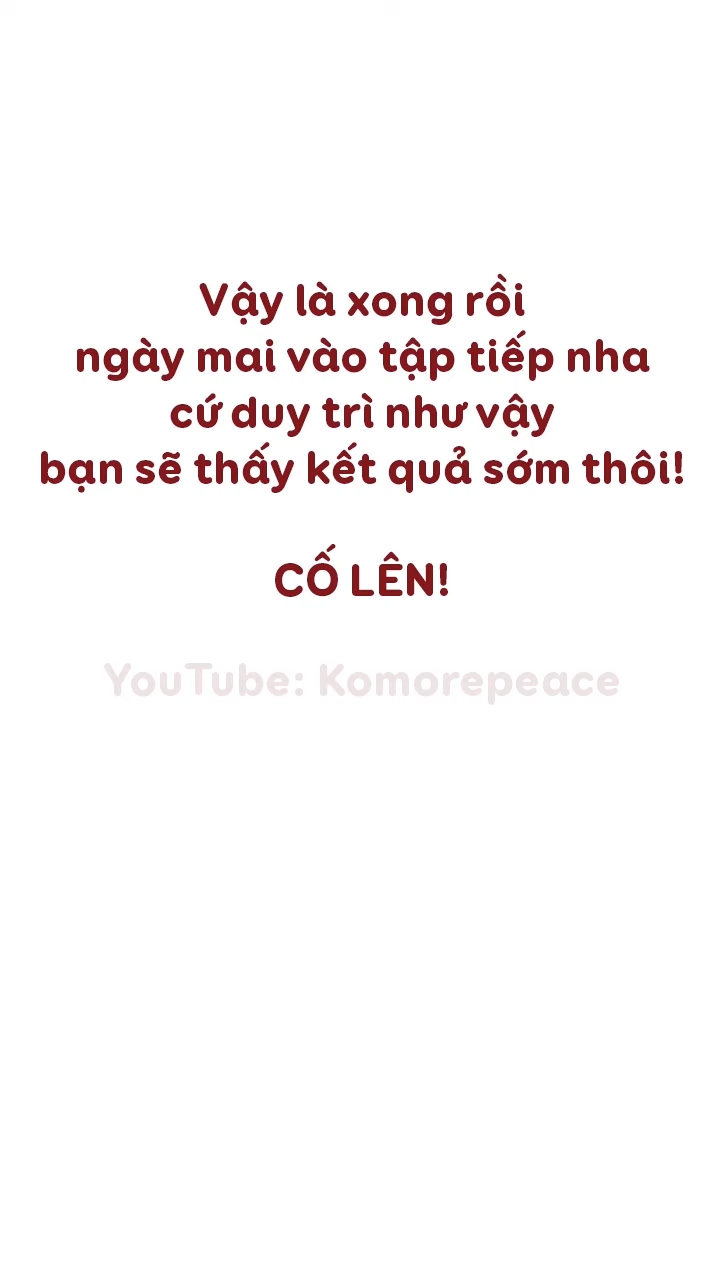 Vậy là xong rồi
ngày mai vào tập tiếp nha
cứ duy trì như vậy
bạn sẽ thấy kết quả sớm thôi!
CỐ LÊN!
YouTube: Komorepeace